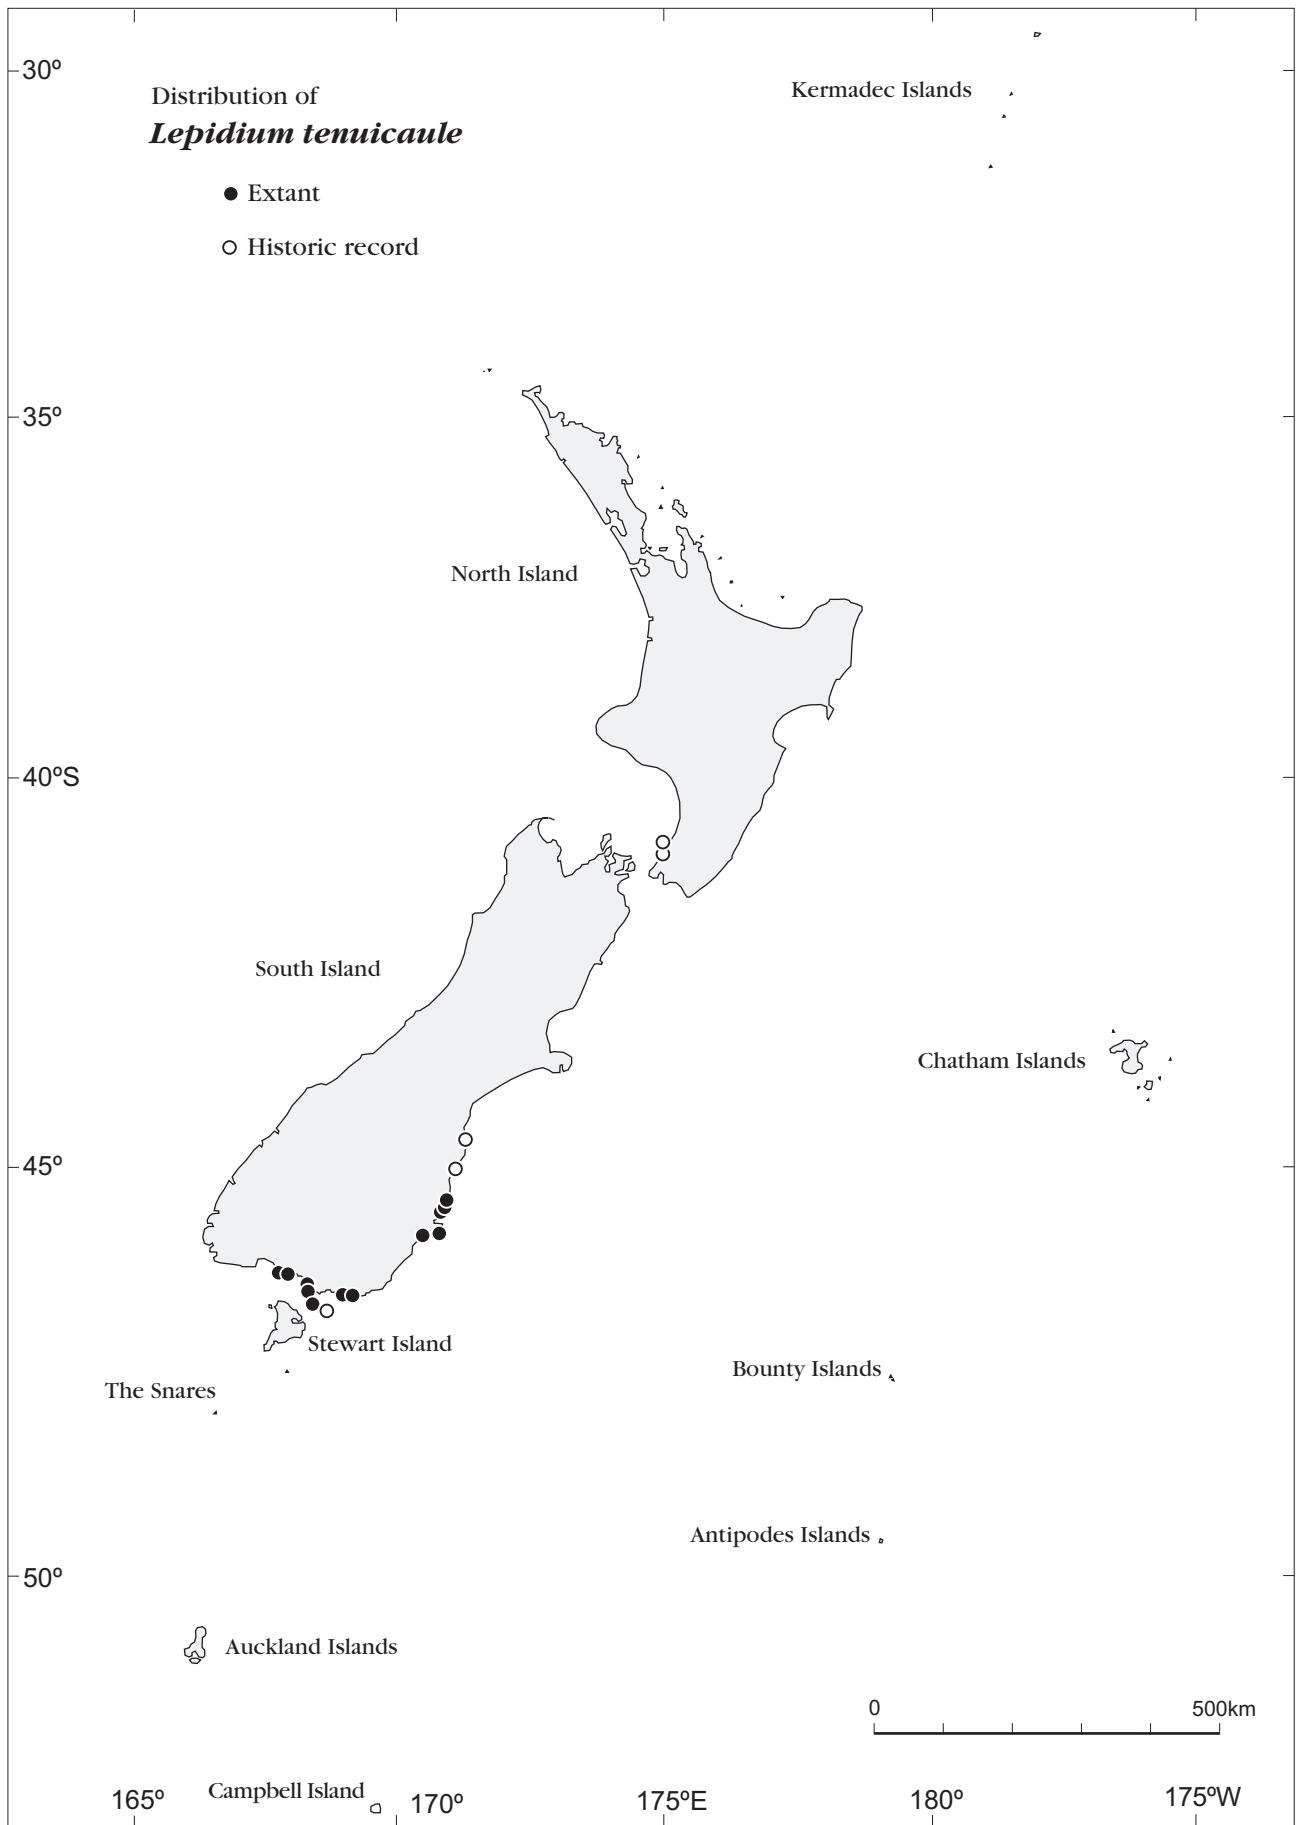 30º
Distribution of
Lepidium tenuicaule
Extant
Historic record
Kermadec Islands
35º
North Island
40ºS
South Island
Chatham Islands
45º
Stewart Island
The Snares
Bounty Islands
Antipodes Islands
50º
Auckland Islands
0 500km
Campbell Island
165º 170º 175ºE 180º 175ºW